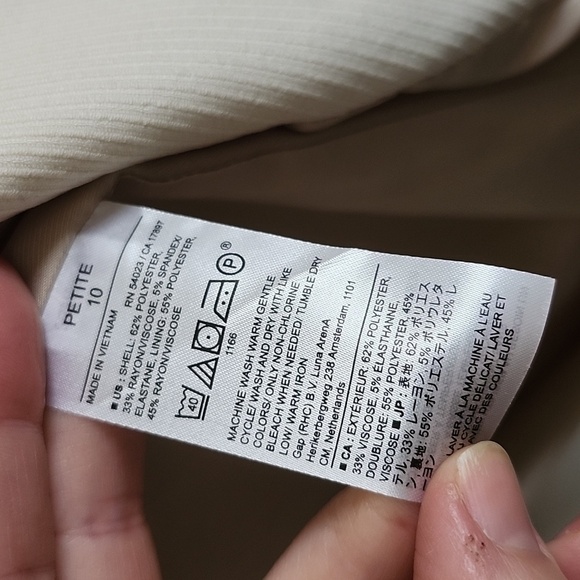 PETITE
10
MADE IN VIETNAM
RN 54023 / CA 17897
■ US : SHELL: 62% POLYESTER,
33% RAYON/VISCOSE, 5% SPANDEX/
ELASTANE. LINING: 55% POLYESTER,
45% RAYON/VISCOSE
40
P®
1166
MACHINE WASH WARM GENTLE
CYCLE/ WASH AND DRY WITH LIKE
COLORS/ ONLY NON-CHLORINE
BLEACH WHEN NEEDED/ TUMBLE DRY
LOW/ WARM IRON
Gap (RHC) B.V. Luna ArenA
Herikerbergweg 238 Amsterdam, 1101
CM, Netherlands
■ CA : EXTÉRIEUR: 62% POLYESTER,
33% VISCOSE, 5% ÉLASTHANNE.
DOUBLURE: 55% POLYESTER, 45%
VISCOSE ■ JP : 表地: 62% ポリエス
テル, 33% レーヨン, 5% ポリウレタ
ン, 裏地: 55% ポリエステル, 45% レ
ーヨン
LAVER À LA MACHINE À L'EAU
CYCLE DÉLICAT/ LAVER ET
AVEC DES COULEURS